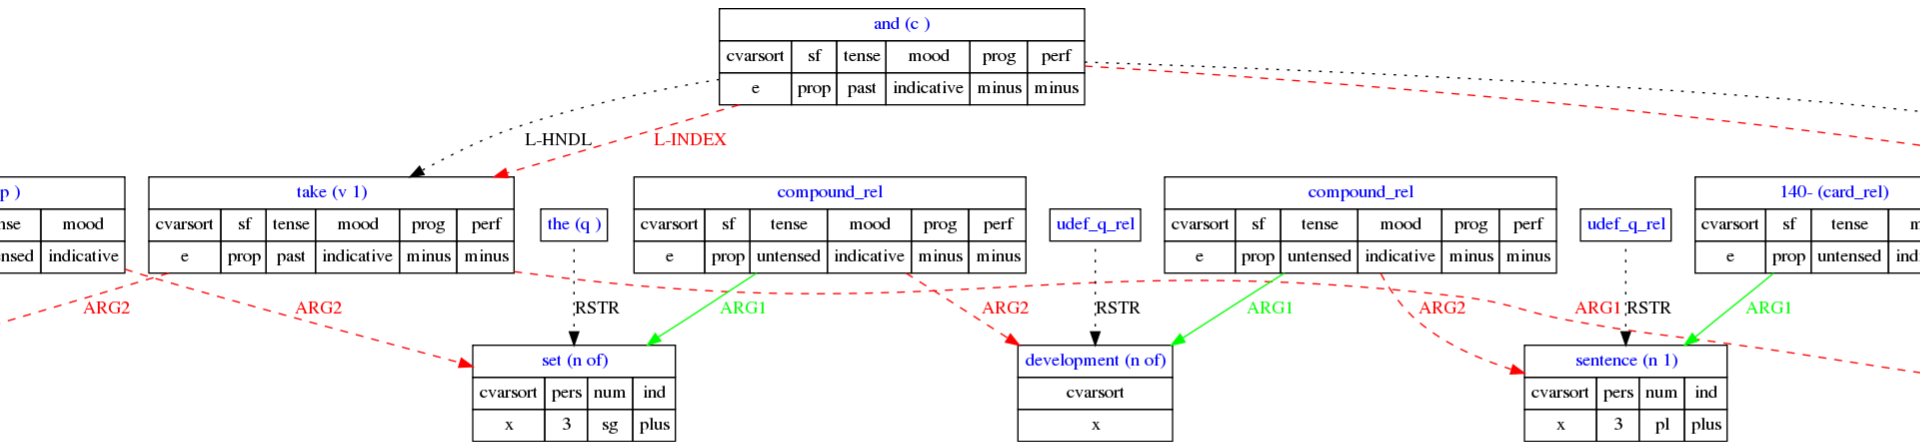 and (c )
cvarsort sf tense mood prog perf
e prop past indicative minus minus
L-HNDL L-INDEX
p ) take (v 1) compound_rel compound_rel 140- (card_rel)
nse mood cvarsort sf tense mood prog perf the (q ) cvarsort sf tense mood prog perf udef_q_rel cvarsort sf tense mood prog perf udef_q_rel cvarsort sf tense m
nsed indicative e prop past indicative minus minus e prop untensed indicative minus minus e prop untensed indicative minus minus e prop untensed indi
ARG2 ARG2 RSTR ARG1 ARG2 RSTR ARG1 ARG2 ARG1 RSTR ARG1
set (n of) development (n of) sentence (n 1)
cvarsort pers num ind cvarsort cvarsort pers num ind
x 3 sg plus x x 3 pl plus